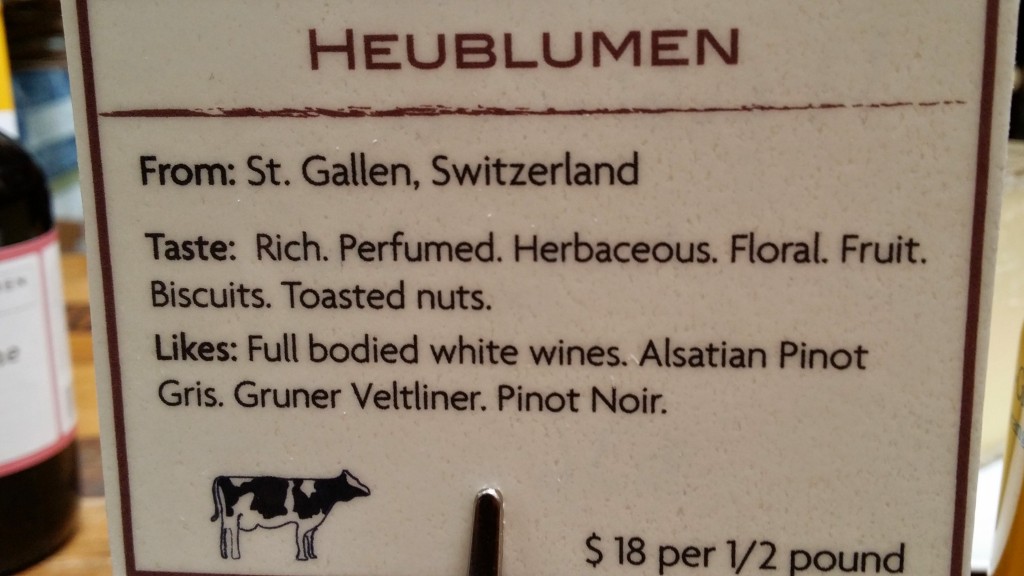 HEUBLUMEN
From: St. Gallen, Switzerland
Taste: Rich. Perfumed. Herbaceous. Floral. Fruit.
Biscuits. Toasted nuts.
Likes: Full bodied white wines. Alsatian Pinot
Gris. Gruner Veltliner. Pinot Noir.
$ 18 per 1/2 pound